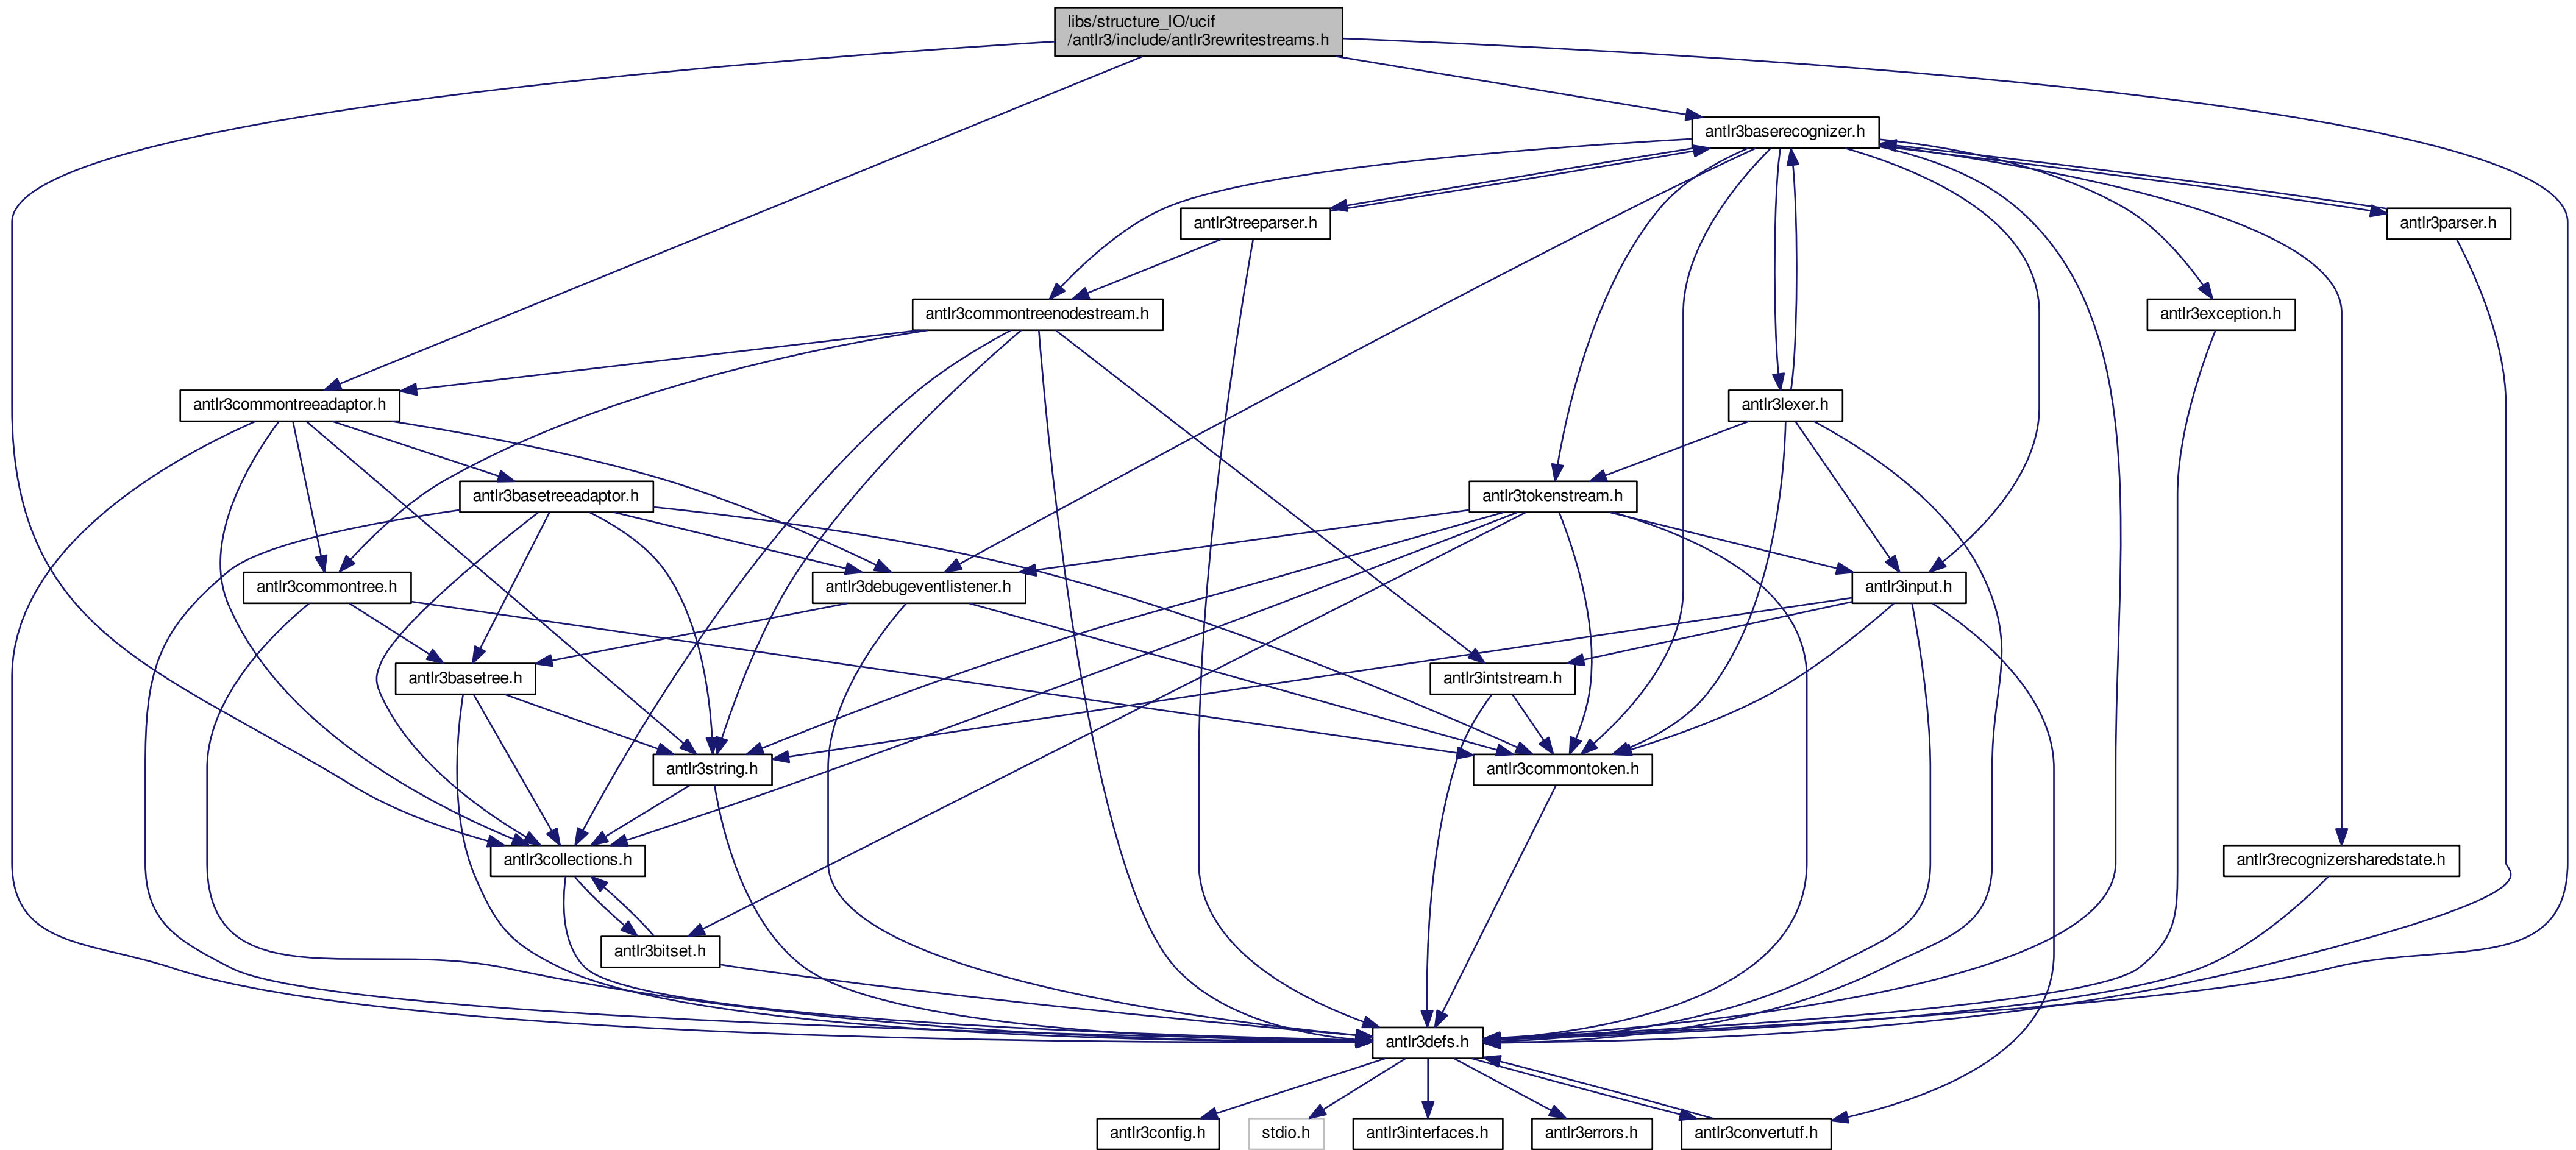 libs/structure_IO/ucif
/antlr3/include/antlr3rewritestreams.h
antlr3baserecognizer.h
antlr3treeparser.h
antlr3parser.h
antlr3commontreenodestream.h
antlr3exception.h
antlr3commontreeadaptor.h
antlr3lexer.h
antlr3basetreeadaptor.h
antlr3tokenstream.h
antlr3commontree.h
antlr3debugeventlistener.h
antlr3input.h
antlr3basetree.h
antlr3intstream.h
antlr3string.h
antlr3commontoken.h
antlr3collections.h
antlr3recognizersharedstate.h
antlr3bitset.h
antlr3defs.h
antlr3config.h
stdio.h
antlr3interfaces.h
antlr3errors.h
antlr3convertutf.h